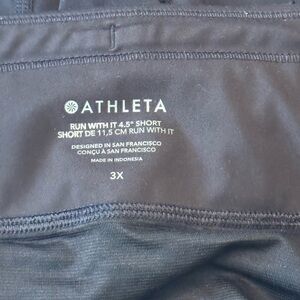 ATHLETA
RUN WITH IT 4.5" SHORT
SHORT DE 11,5 CM RUN WITH IT
DESIGNED IN SAN FRANCISCO
CONÇU À SAN FRANCISCO
MADE IN INDONESIA
3X